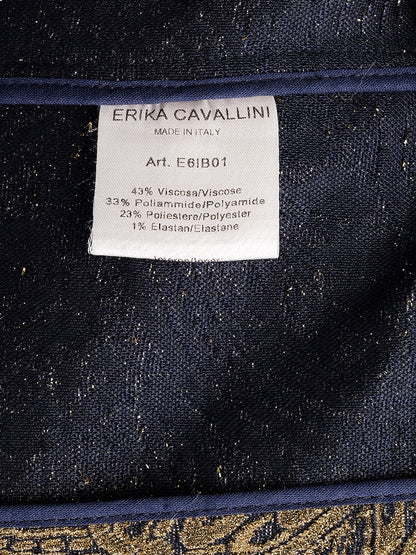 ERIKA CAVALLINI
MADE IN ITALY
Art. E6IB01
43% Viscosa/Viscose
33% Poliammide/Polyamide
23% Poliestere/Polyester
1% Elastan/Elastane